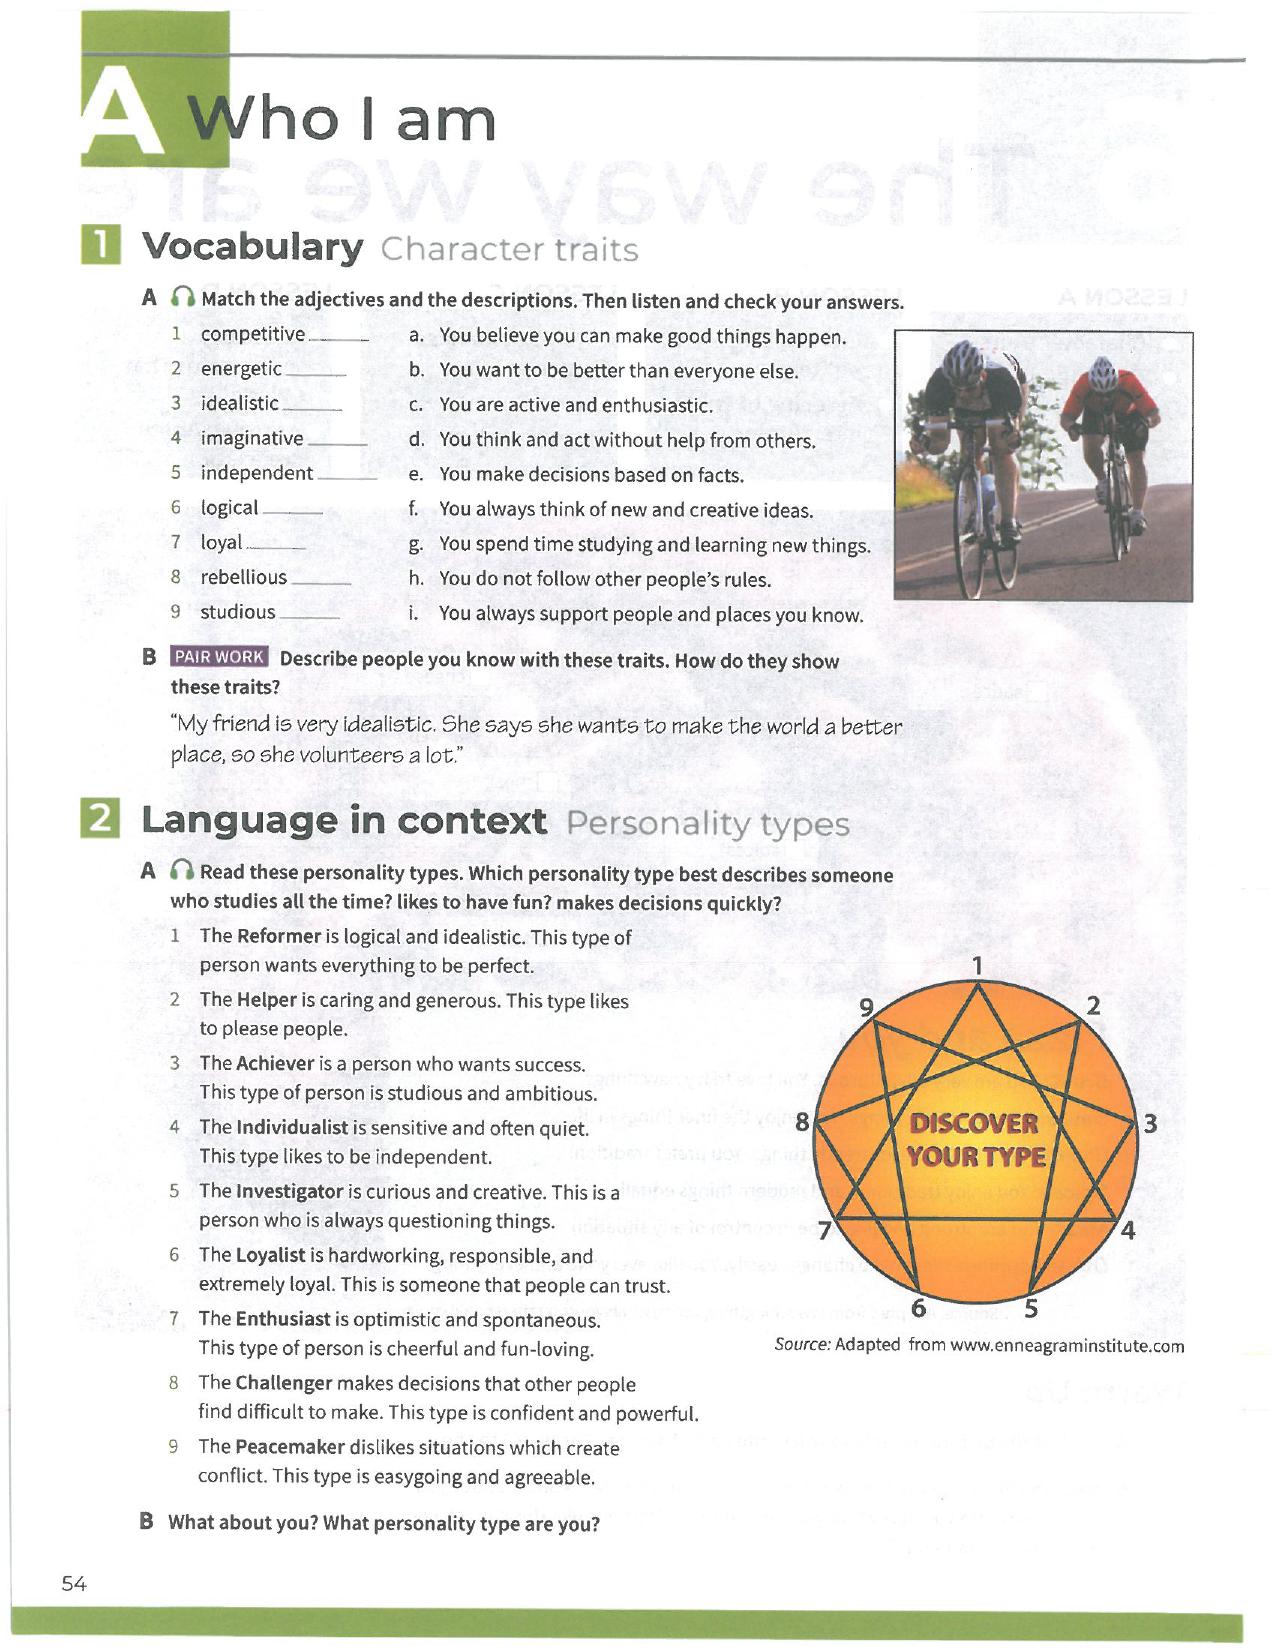 A Who I am
1 Vocabulary Character traits
A Match the adjectives and the descriptions. Then listen and check your answers.
1 competitive ______ a. You believe you can make good things happen.
2 energetic ______ b. You want to be better than everyone else.
3 idealistic ______ c. You are active and enthusiastic.
4 imaginative ______ d. You think and act without help from others.
5 independent ______ e. You make decisions based on facts.
6 logical ______ f. You always think of new and creative ideas.
7 loyal ______ g. You spend time studying and learning new things.
8 rebellious ______ h. You do not follow other people's rules.
9 studious ______ i. You always support people and places you know.
B PAIR WORK Describe people you know with these traits. How do they show
these traits?
"My friend is very idealistic. She says she wants to make the world a better
place, so she volunteers a lot."
2 Language in context Personality types
A Read these personality types. Which personality type best describes someone
who studies all the time? likes to have fun? makes decisions quickly?
1 The Reformer is logical and idealistic. This type of
person wants everything to be perfect.
2 The Helper is caring and generous. This type likes
to please people.
3 The Achiever is a person who wants success.
This type of person is studious and ambitious.
4 The Individualist is sensitive and often quiet.
This type likes to be independent.
5 The Investigator is curious and creative. This is a
person who is always questioning things.
6 The Loyalist is hardworking, responsible, and
extremely loyal. This is someone that people can trust.
7 The Enthusiast is optimistic and spontaneous.
This type of person is cheerful and fun-loving.
8 The Challenger makes decisions that other people
find difficult to make. This type is confident and powerful.
9 The Peacemaker dislikes situations which create
conflict. This type is easygoing and agreeable.
1
9 2
8 3
DISCOVER
YOUR TYPE
7 4
6 5
Source: Adapted from www.enneagraminstitute.com
B What about you? What personality type are you?
54